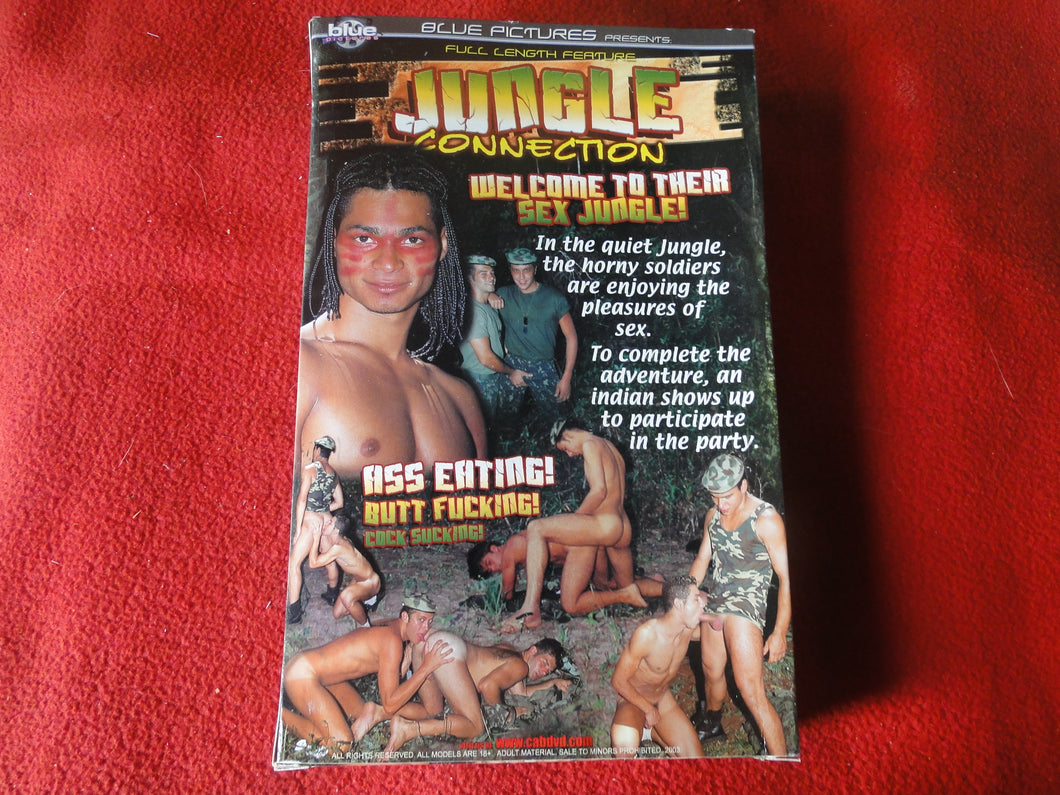 blue
pictures
BLUE PICTURES PRESENTS:
FULL LENGTH FEATURE
JUNGLE
CONNECTION
WELCOME TO THEIR
SEX JUNGLE!
In the quiet Jungle,
the horny soldiers
are enjoying the
pleasures of
sex.
To complete the
adventure, an
indian shows up
to participate
in the party.
ASS EATING!
BUTT FUCKING!
COCK SUCKING!
www.cabdvd.com
ALL RIGHTS RESERVED. ALL MODELS ARE 18+. ADULT MATERIAL. SALE TO MINORS PROHIBITED. 2003